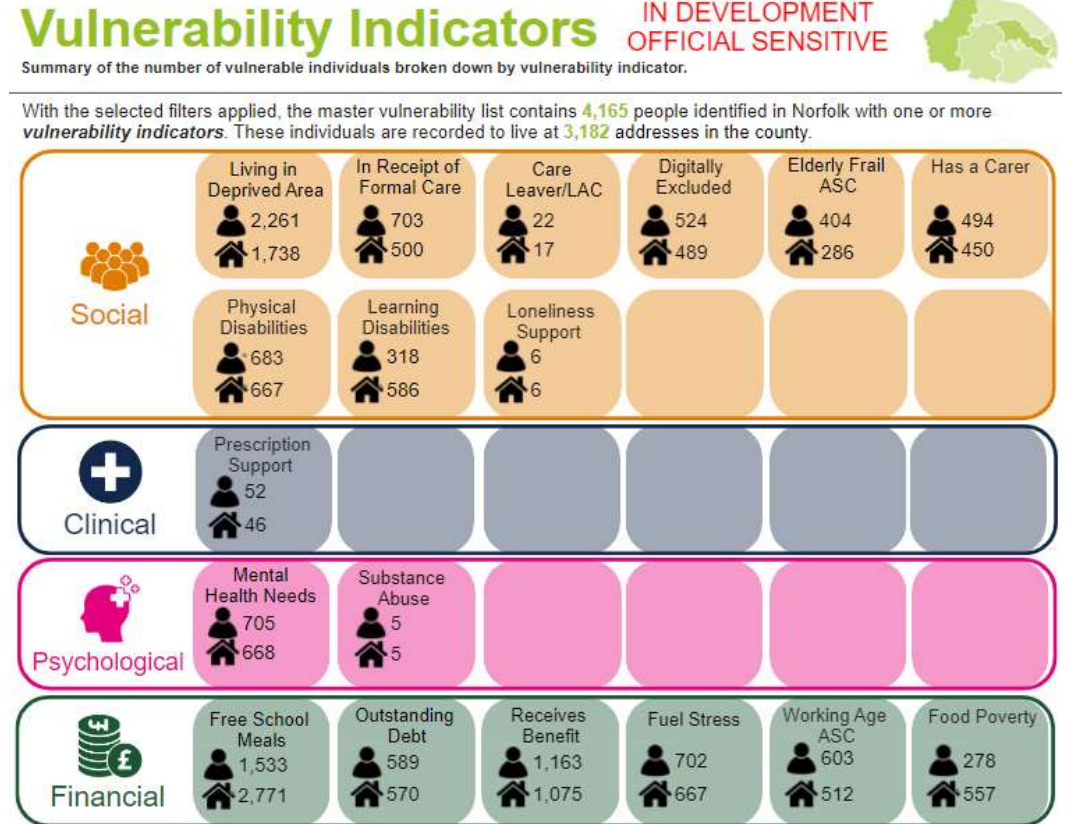 Vulnerability Indicators
IN DEVELOPMENT
OFFICIAL SENSITIVE
Summary of the number of vulnerable individuals broken down by vulnerability indicator.
With the selected filters applied, the master vulnerability list contains 4,165 people identified in Norfolk with one or more
vulnerability indicators. These individuals are recorded to live at 3,182 addresses in the county.
Social
Living in
Deprived Area
2,261
1,738
In Receipt of
Formal Care
703
500
Care
Leaver/LAC
22
17
Digitally
Excluded
524
489
Elderly Frail
ASC
404
286
Has a Carer
494
450
Physical
Disabilities
683
667
Learning
Disabilities
318
586
Loneliness
Support
6
6
Clinical
Prescription
Support
52
46
Psychological
Mental
Health Needs
705
668
Substance
Abuse
5
5
£
Financial
Free School
Meals
1,533
2,771
Outstanding
Debt
589
570
Receives
Benefit
1,163
1,075
Fuel Stress
702
667
Working Age
ASC
603
512
Food Poverty
278
557